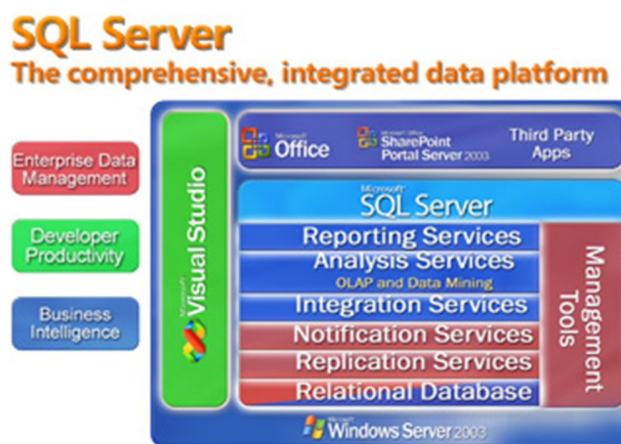 SQL Server
The comprehensive, integrated data platform
Enterprise Data
Management
Developer
Productivity
Business
Intelligence
Microsoft
Visual Studio
Microsoft
Office
Microsoft Office
SharePoint
Portal Server 2003
Third Party
Apps
Microsoft
SQL Server
Reporting Services
Analysis Services
OLAP and Data Mining
Integration Services
Notification Services
Replication Services
Relational Database
Management
Tools
Microsoft
Windows Server 2003